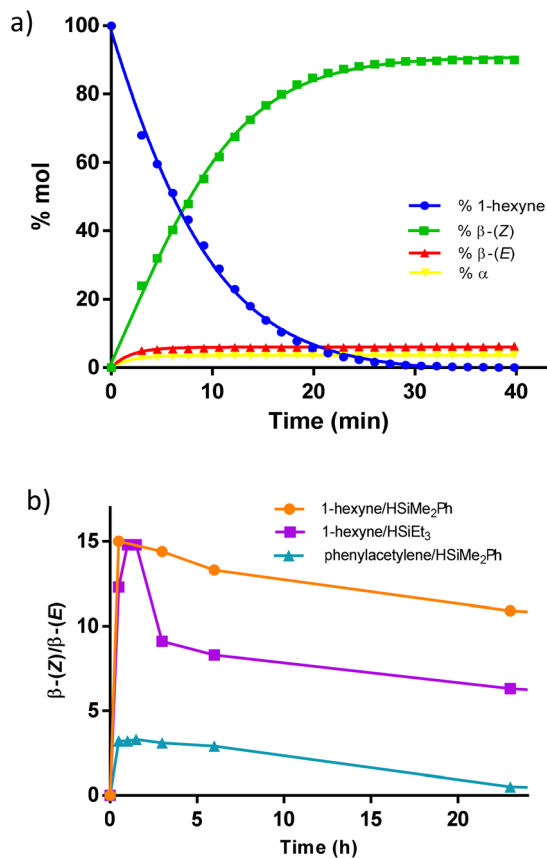 a)
100
80
60
40
20
0
% mol
% 1-hexyne
% β-(Z)
% β-(E)
% α
0 10 20 30 40
Time (min)
b)
1-hexyne/HSiMe₂Ph
1-hexyne/HSiEt₃
phenylacetylene/HSiMe₂Ph
15
10
5
0
β-(Z)/β-(E)
0 5 10 15 20
Time (h)